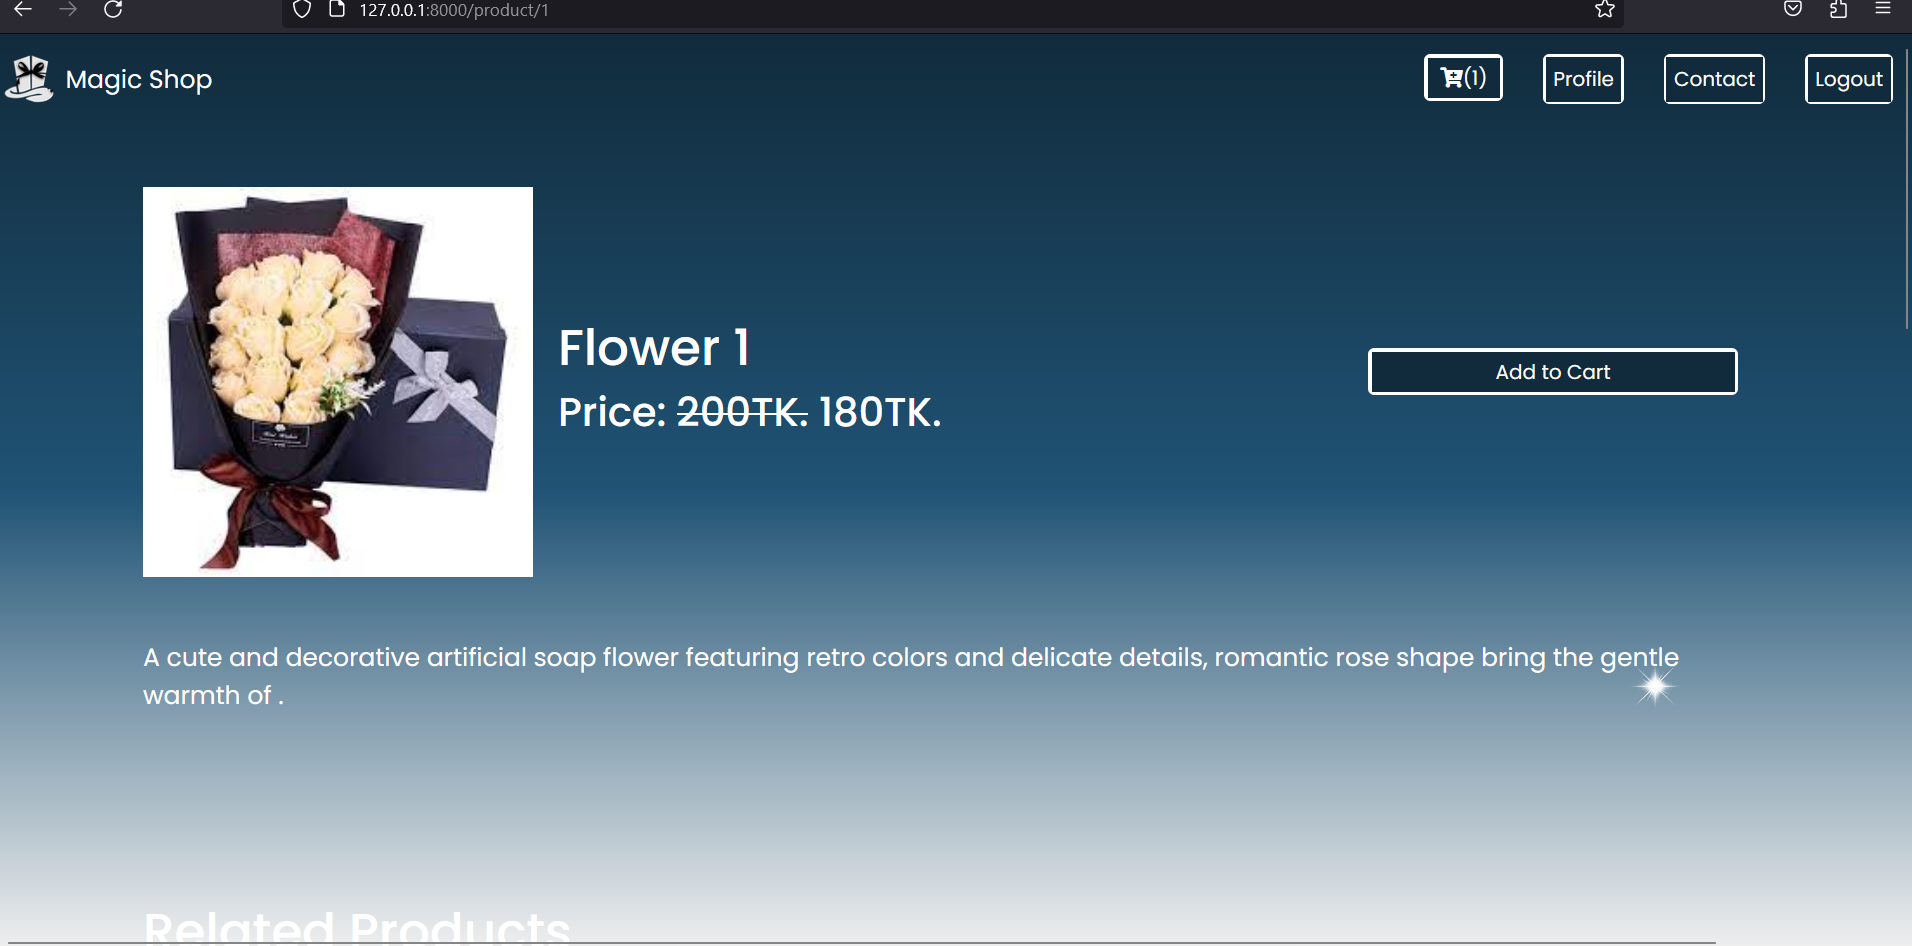 127.0.0.1:8000/product/1
Magic Shop
(1)
Profile
Contact
Logout
Flower 1
Price: 200TK. 180TK.
Add to Cart
A cute and decorative artificial soap flower featuring retro colors and delicate details, romantic rose shape bring the gentle
warmth of .
Related Products